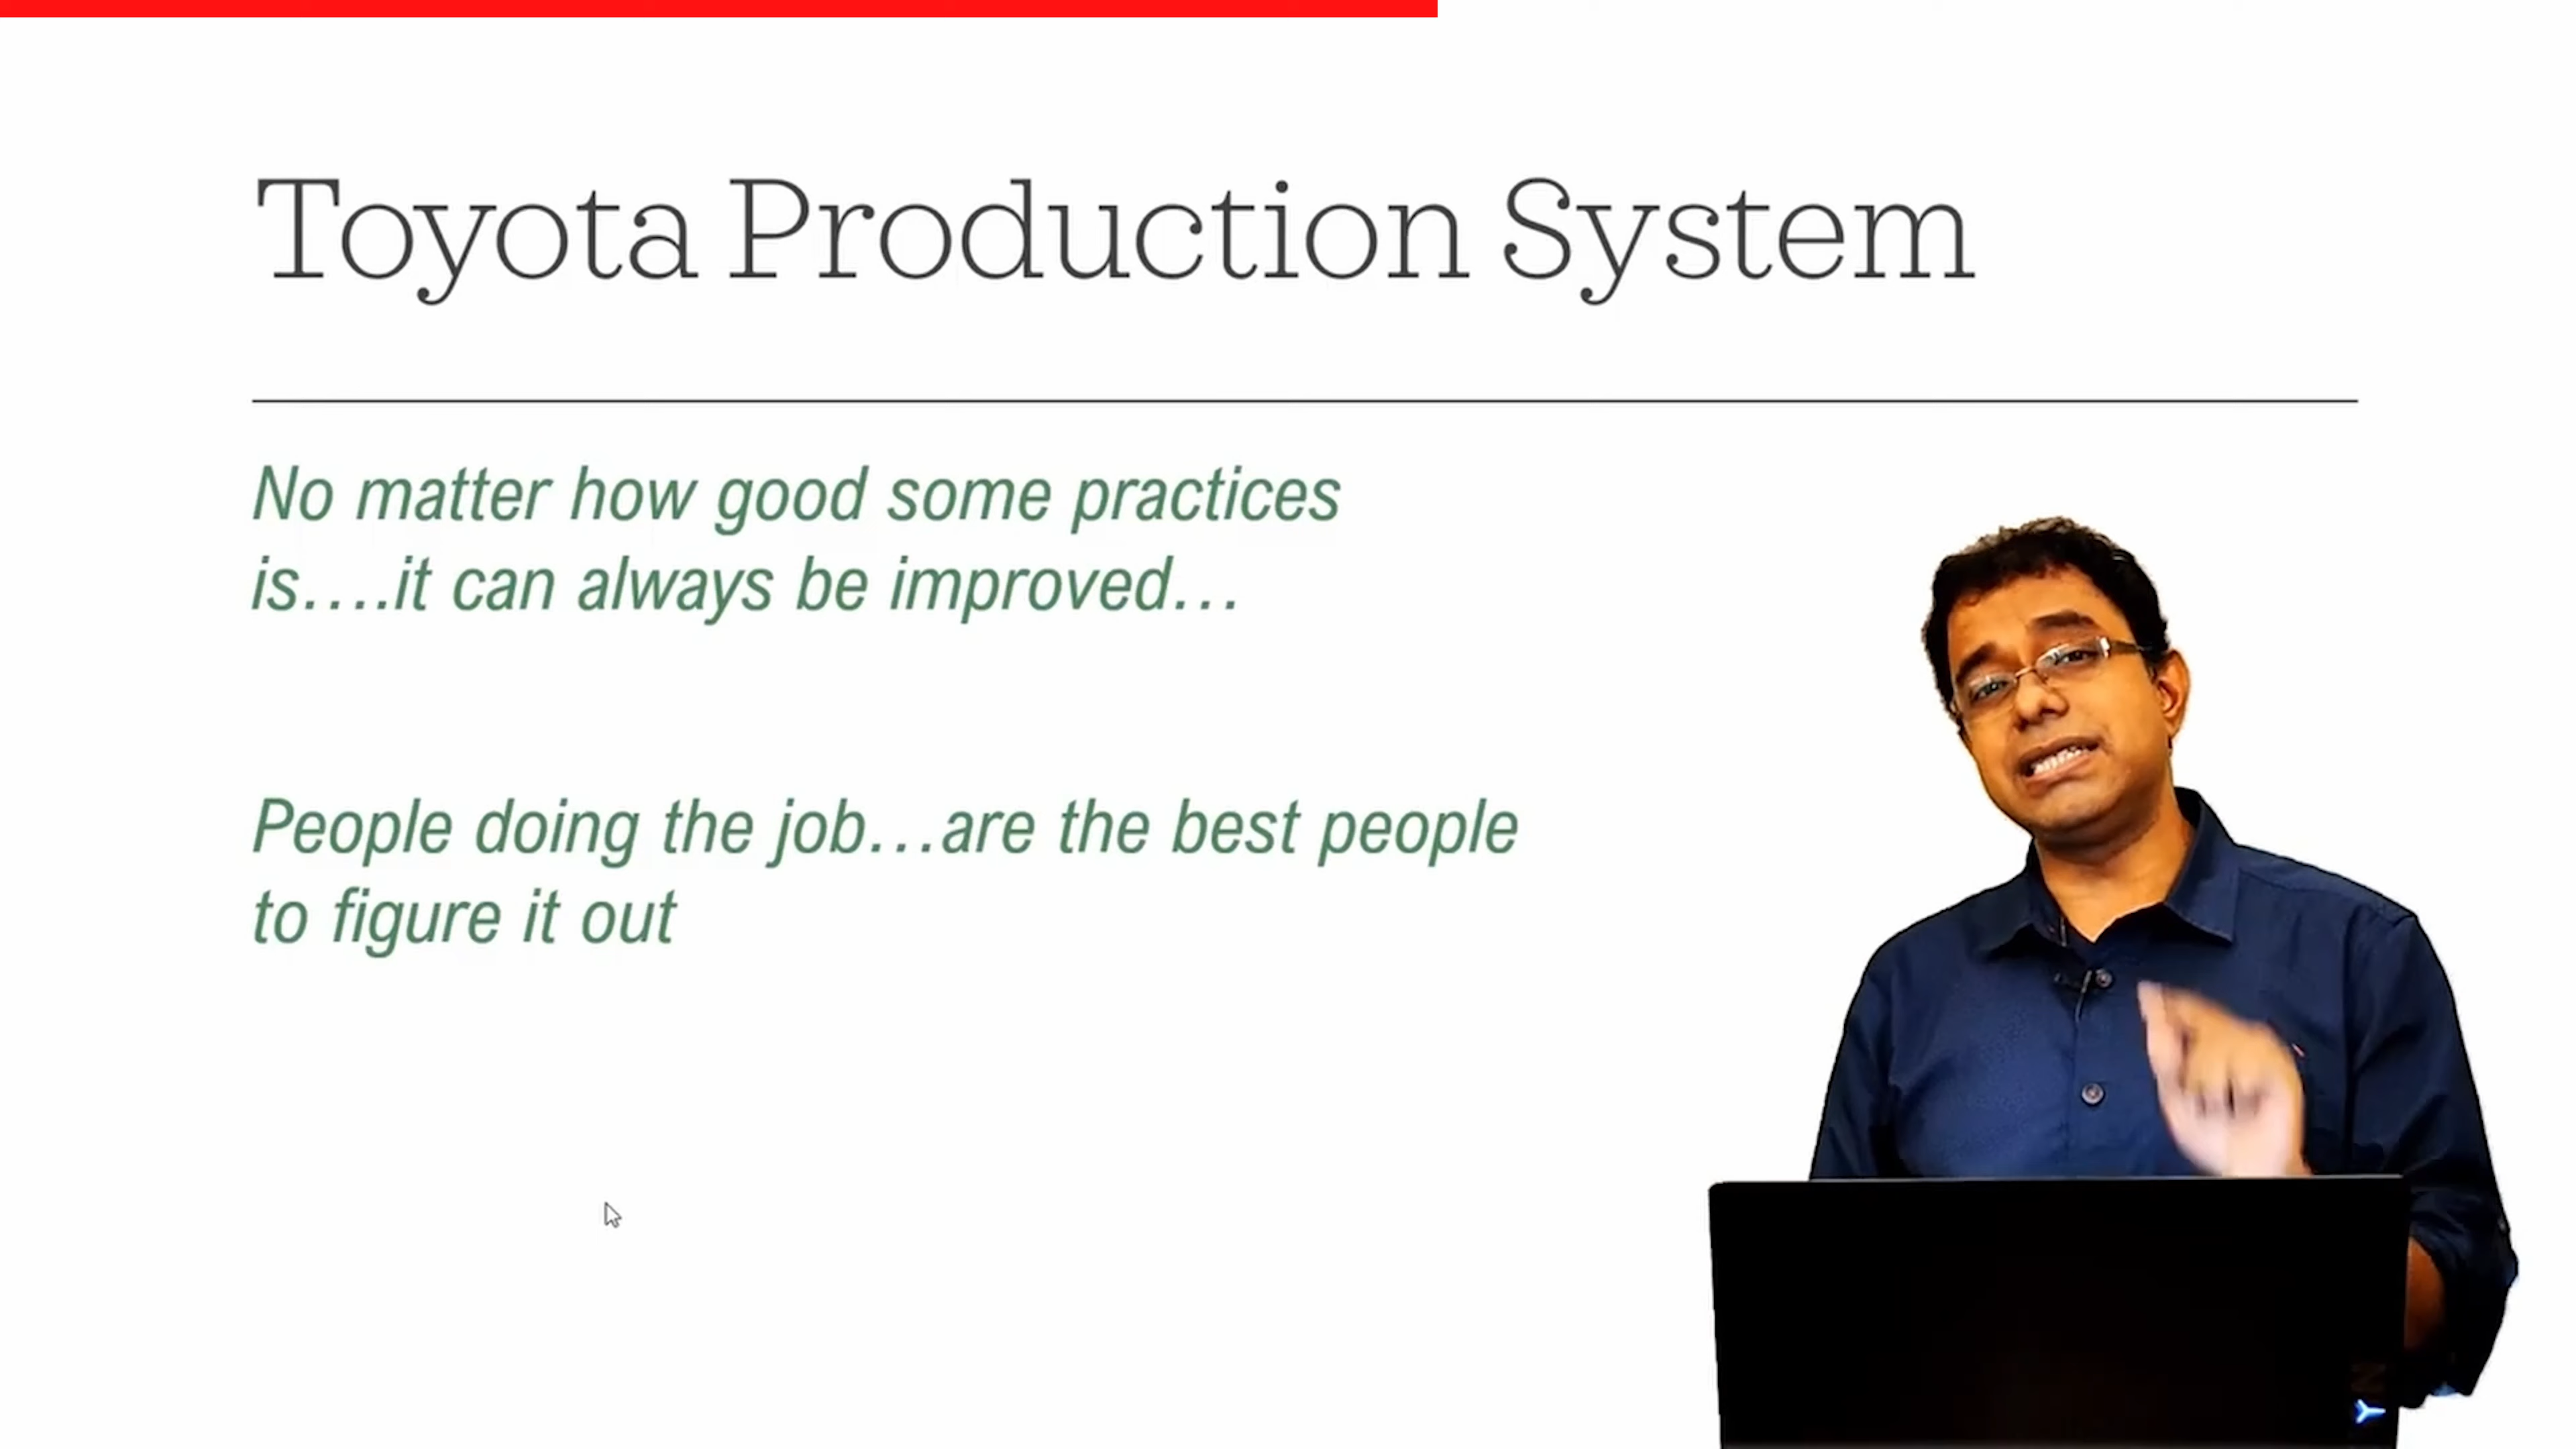 Toyota Production System
No matter how good some practices
is....it can always be improved...
People doing the job...are the best people
to figure it out